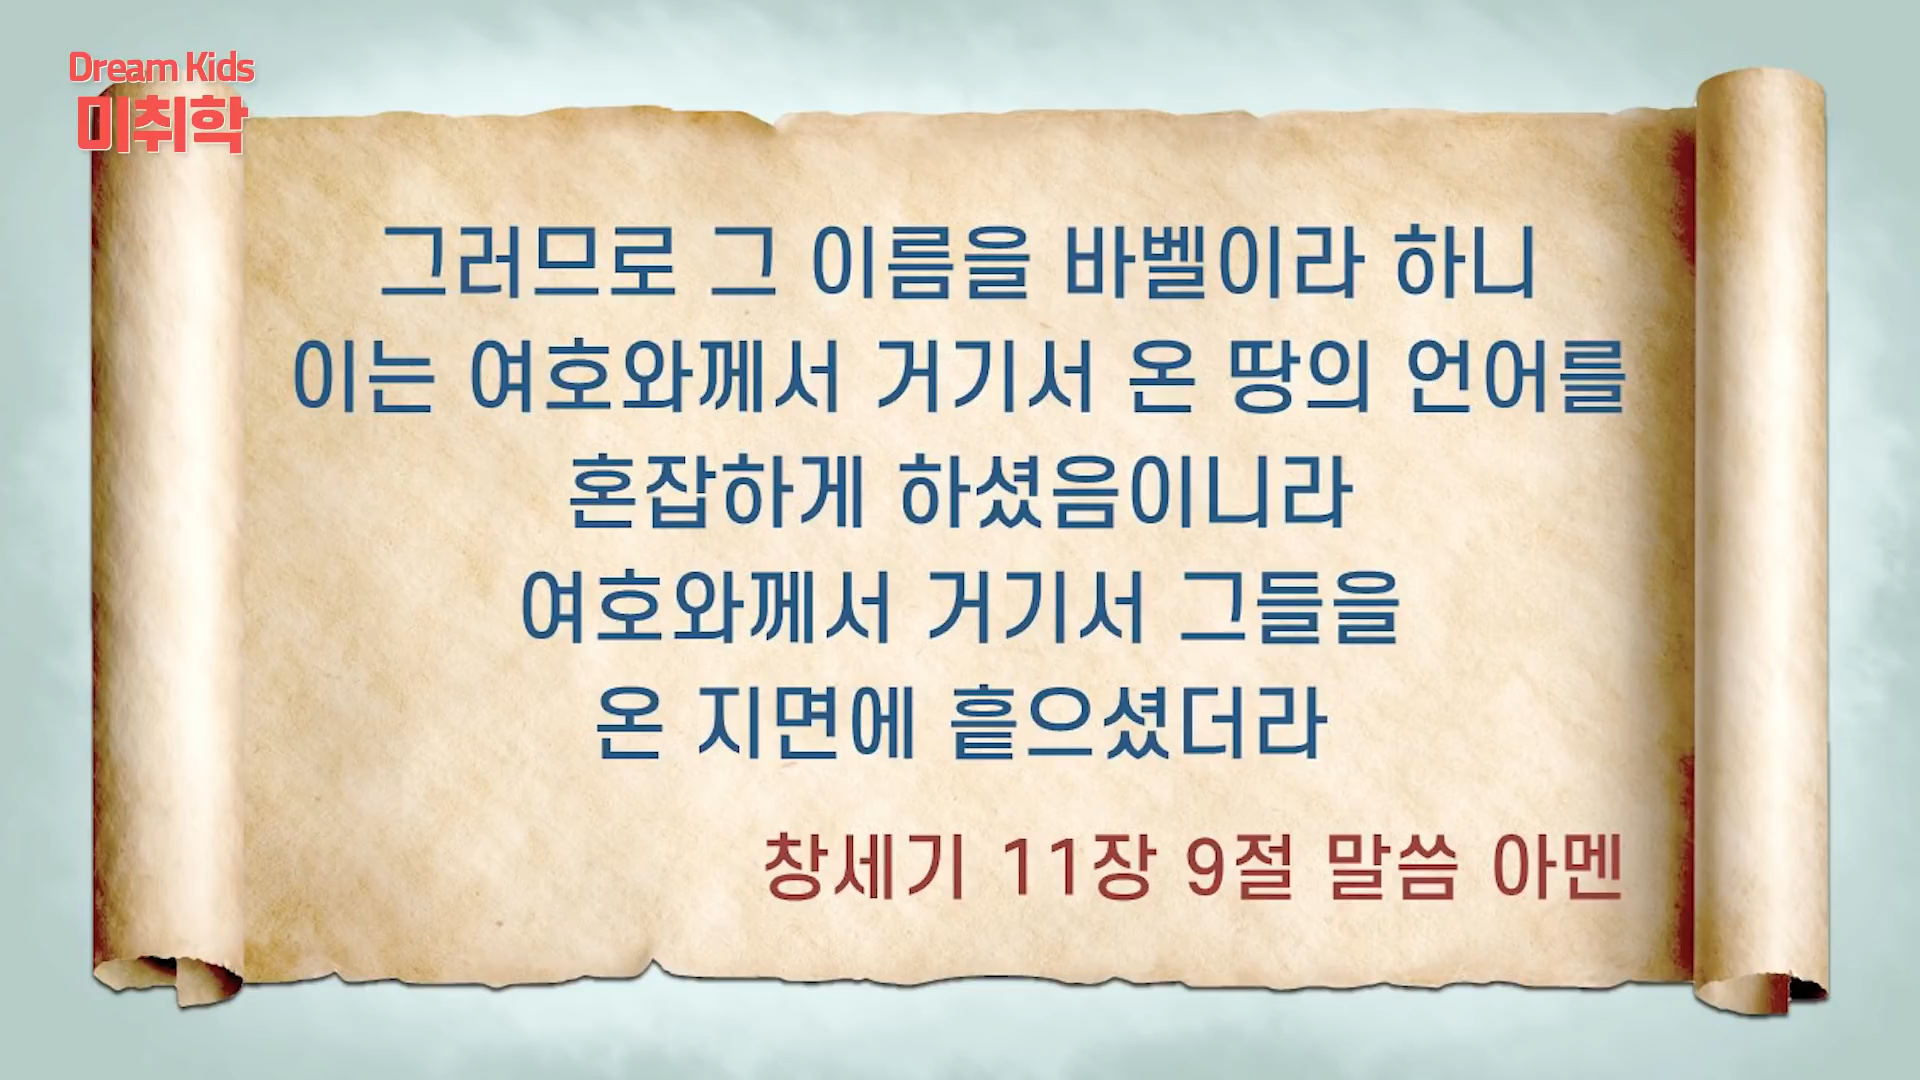 Dream Kids
미취학
그러므로 그 이름을 바벨이라 하니
이는 여호와께서 거기서 온 땅의 언어를
혼잡하게 하셨음이니라
여호와께서 거기서 그들을
온 지면에 흩으셨더라
창세기 11장 9절 말씀 아멘